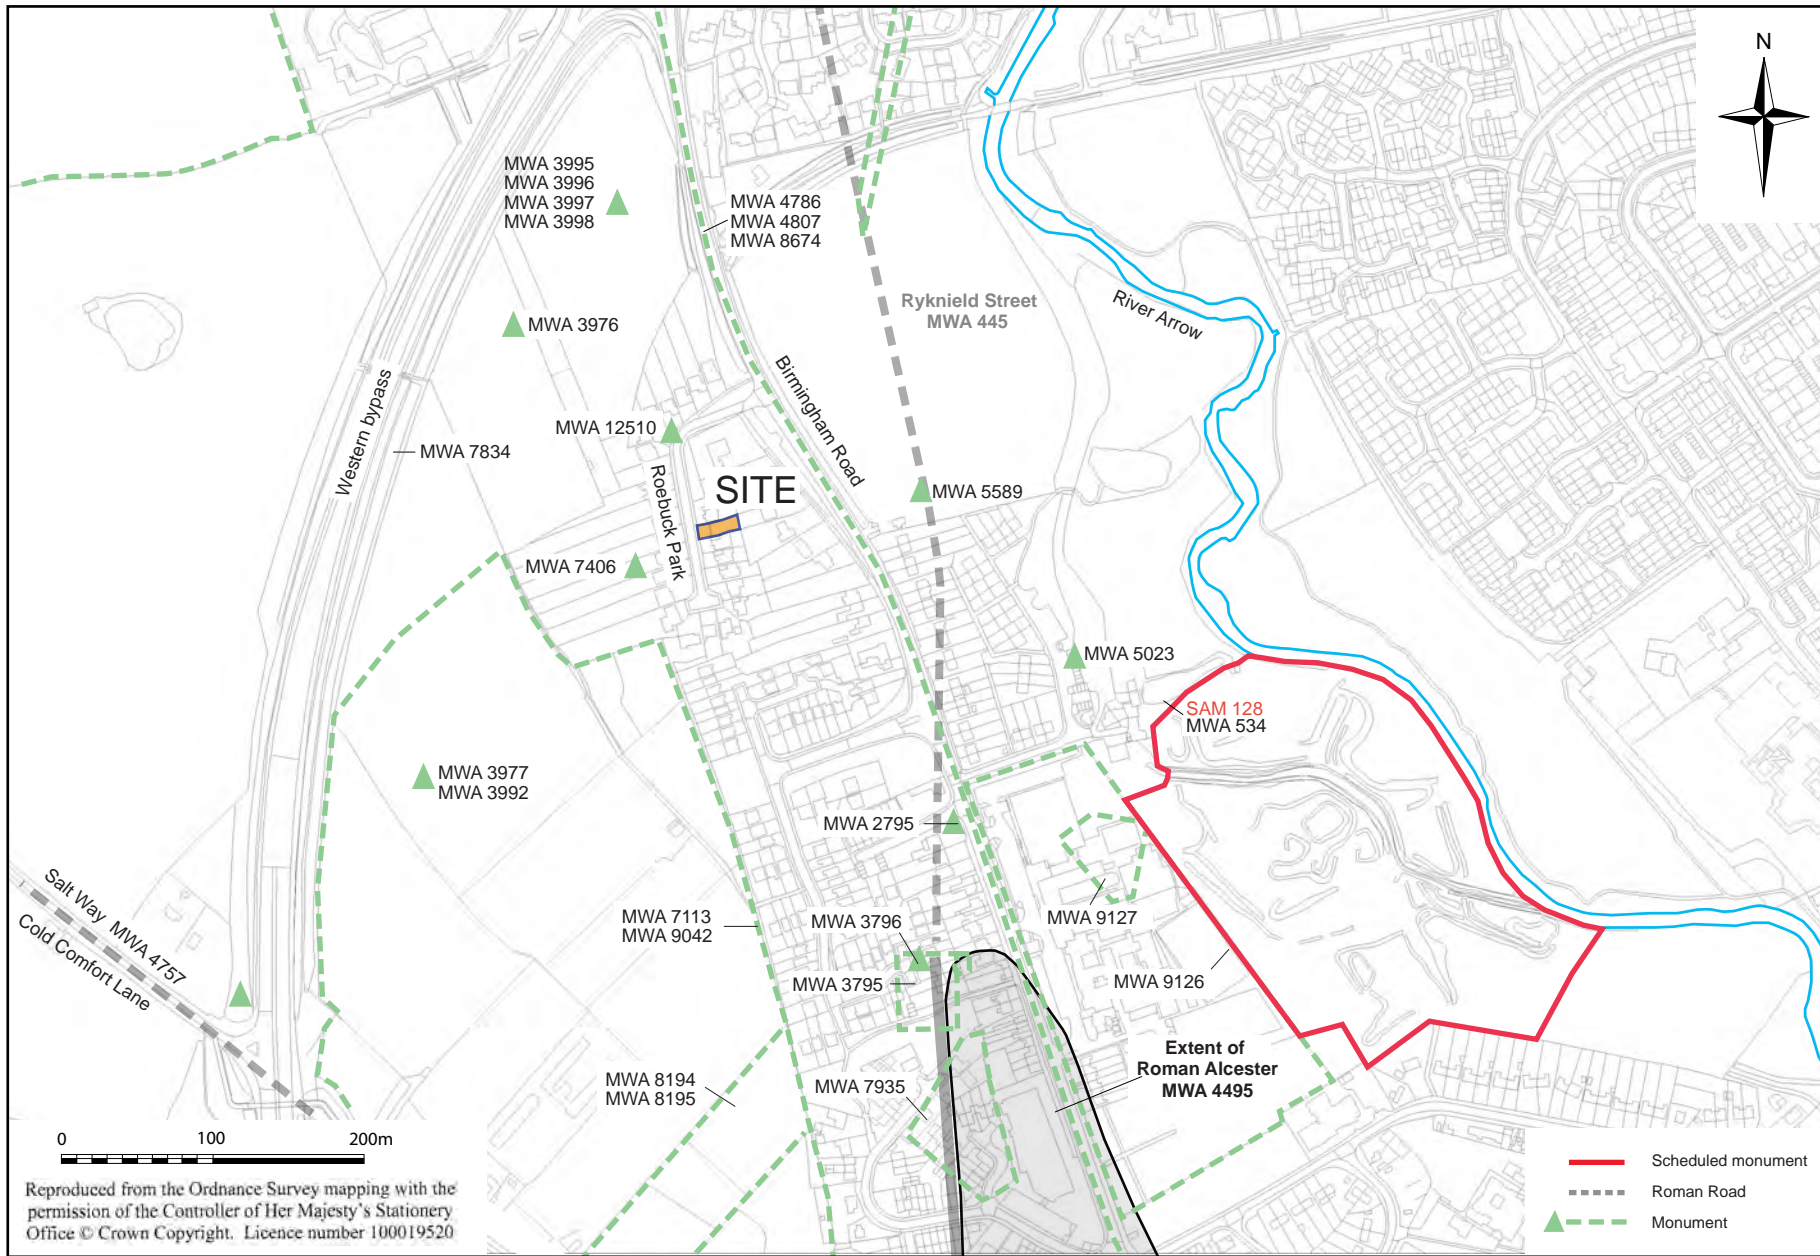 N
MWA 3995
MWA 3996
MWA 3997
MWA 3998
MWA 4786
MWA 4807
MWA 8674
Ryknield Street
MWA 445
River Arrow
MWA 3976
Birmingham Road
Western bypass
MWA 12510
MWA 7834
Roebuck Park
SITE
MWA 5589
MWA 7406
MWA 5023
SAM 128
MWA 534
MWA 3977
MWA 3992
MWA 2795
Salt Way MWA 4757
Cold Comfort Lane
MWA 7113
MWA 9042
MWA 3796
MWA 9127
MWA 3795
MWA 9126
Extent of
Roman Alcester
MWA 4495
MWA 8194
MWA 8195
MWA 7935
0 100 200m
Reproduced from the Ordnance Survey mapping with the
permission of the Controller of Her Majesty's Stationery
Office © Crown Copyright. Licence number 100019520
Scheduled monument
Roman Road
Monument